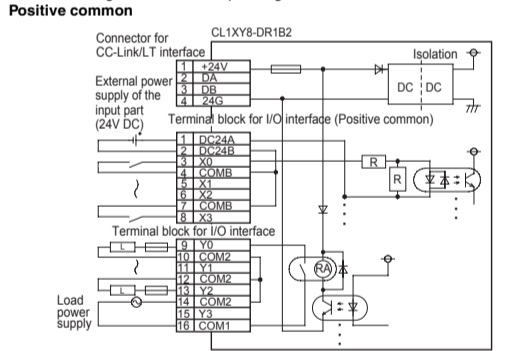 Positive common
CL1XY8-DR1B2
Connector for
CC-Link/LT interface
Isolation
1 +24V
2 DA
3 DB
4 24G
DC DC
External power
supply of the
input part
(24V DC)
Terminal block for I/O interface (Positive common)
1 DC24A
2 DC24B
3 X0
4 COMB
5 X1
6 X2
7 COMB
8 X3
R
R
Terminal block for I/O interface
9 Y0
10 COM2
11 Y1
12 COM2
13 Y2
14 COM2
15 Y3
16 COM1
L
L
RA
Load
power
supply